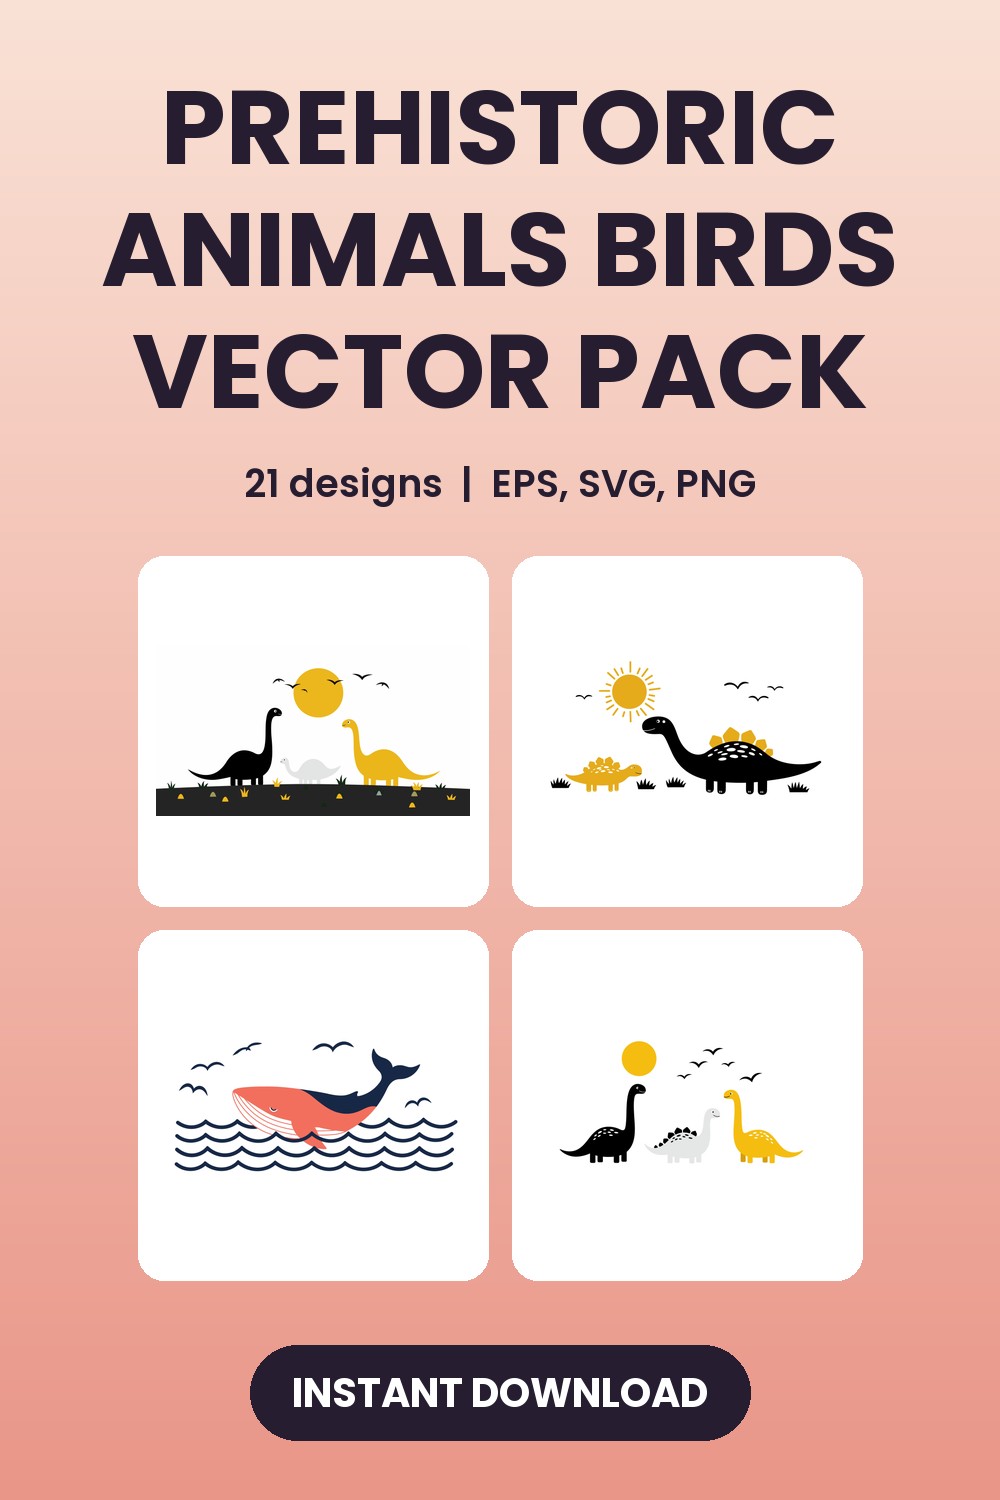 PREHISTORIC
ANIMALS BIRDS
VECTOR PACK
21 designs | EPS, SVG, PNG
INSTANT DOWNLOAD